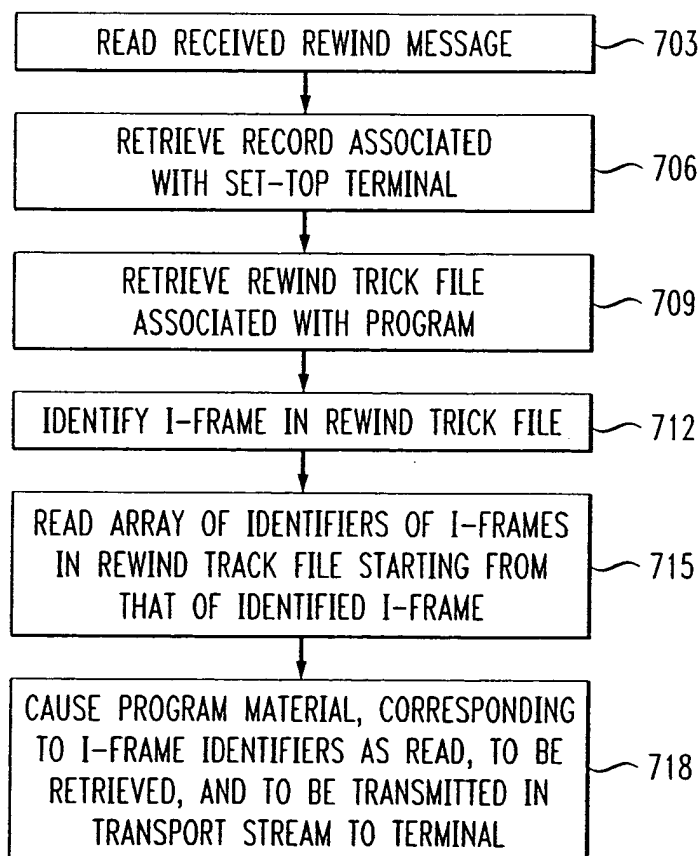 READ RECEIVED REWIND MESSAGE
703
RETRIEVE RECORD ASSOCIATED
WITH SET-TOP TERMINAL
706
RETRIEVE REWIND TRICK FILE
ASSOCIATED WITH PROGRAM
709
IDENTIFY I-FRAME IN REWIND TRICK FILE
712
READ ARRAY OF IDENTIFIERS OF I-FRAMES
IN REWIND TRACK FILE STARTING FROM
THAT OF IDENTIFIED I-FRAME
715
CAUSE PROGRAM MATERIAL, CORRESPONDING
TO I-FRAME IDENTIFIERS AS READ, TO BE
RETRIEVED, AND TO BE TRANSMITTED IN
TRANSPORT STREAM TO TERMINAL
718